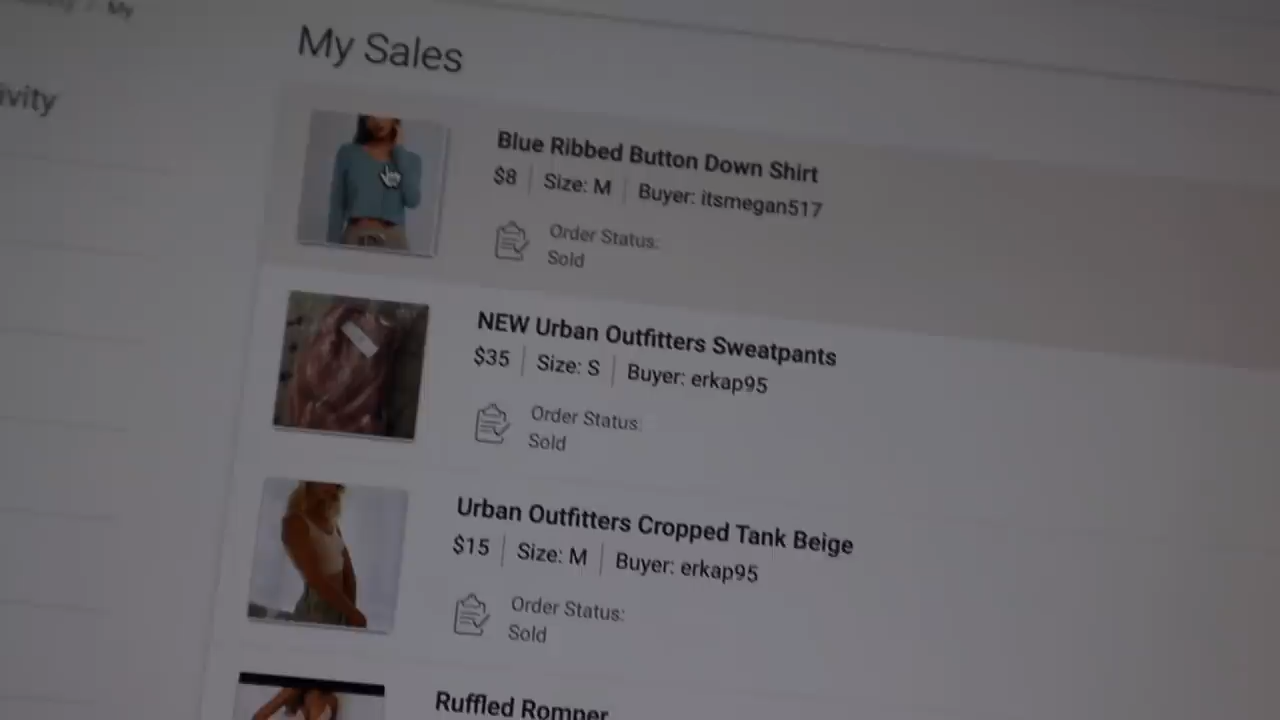 My
ivity
My Sales
Blue Ribbed Button Down Shirt
$8 | Size: M | Buyer: itsmegan517
Order Status:
Sold
NEW Urban Outfitters Sweatpants
$35 | Size: S | Buyer: erkap95
Order Status:
Sold
Urban Outfitters Cropped Tank Beige
$15 | Size: M | Buyer: erkap95
Order Status:
Sold
Ruffled Romper